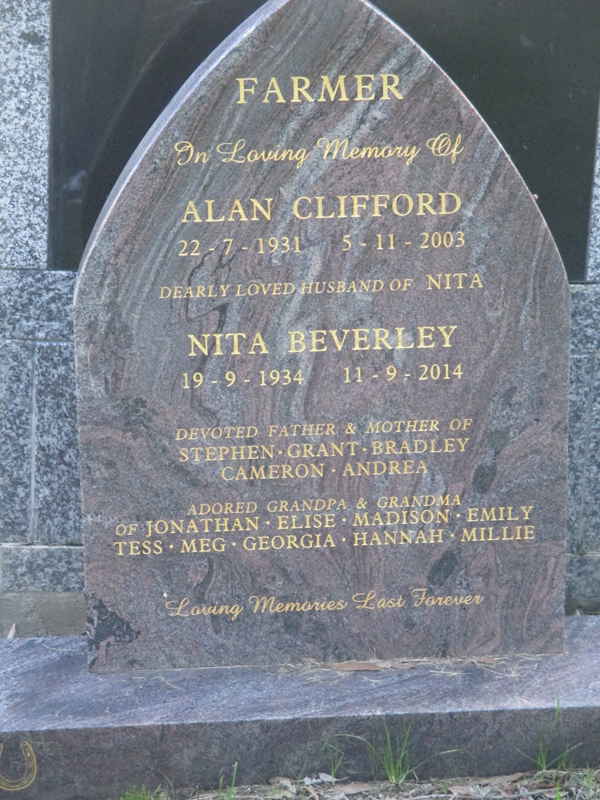 FARMER
In Loving Memory Of
ALAN CLIFFORD
22 - 7 - 1931 5 - 11 - 2003
DEARLY LOVED HUSBAND OF NITA
NITA BEVERLEY
19 - 9 - 1934 11 - 9 - 2014
DEVOTED FATHER & MOTHER OF
STEPHEN · GRANT · BRADLEY
CAMERON · ANDREA
ADORED GRANDPA & GRANDMA
OF JONATHAN · ELISE · MADISON · EMILY
TESS · MEG · GEORGIA · HANNAH · MILLIE
Loving Memories Last Forever